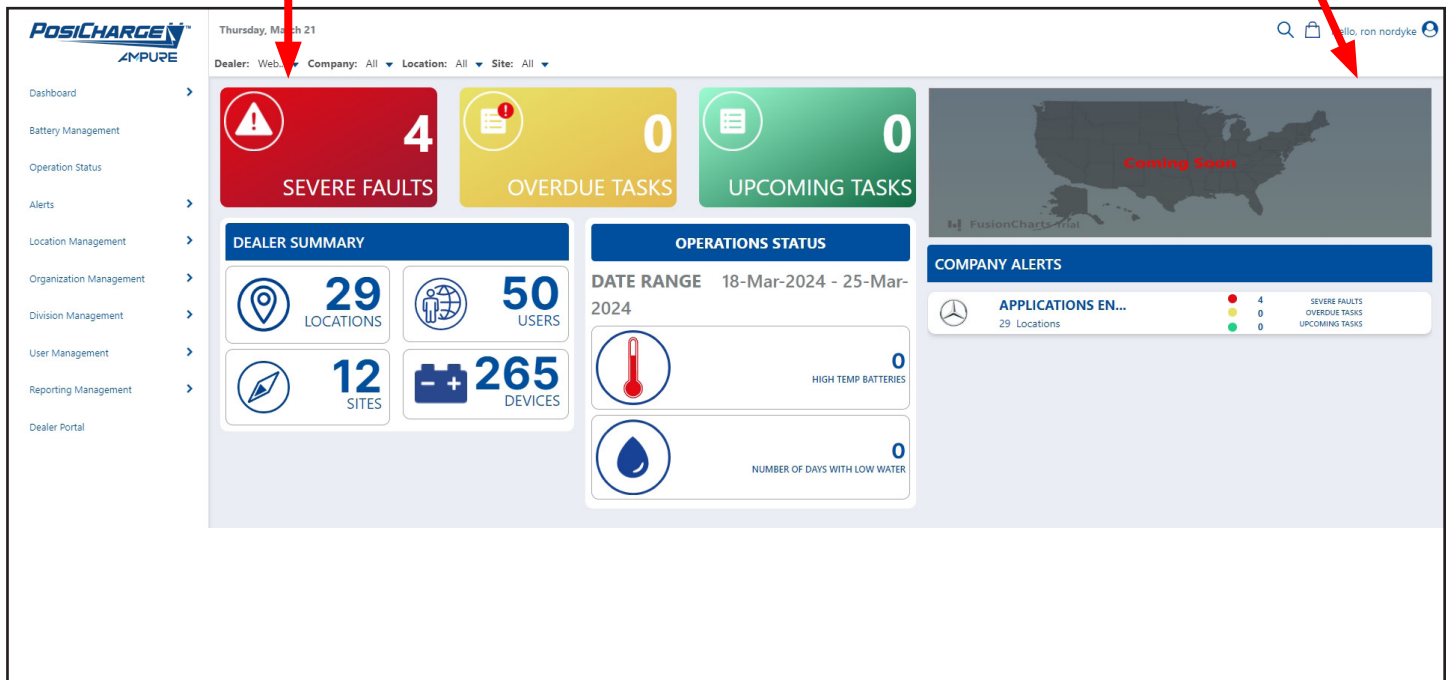 POSICHARGE™
AMPURE
Thursday, March 21
Hello, ron nordyke
Dealer: Web... Company: All Location: All Site: All
Dashboard
Battery Management
Operation Status
Alerts
Location Management
Organization Management
Division Management
User Management
Reporting Management
Dealer Portal
4
SEVERE FAULTS
0
OVERDUE TASKS
0
UPCOMING TASKS
Coming Soon
FusionCharts Trial
DEALER SUMMARY
29
LOCATIONS
50
USERS
12
SITES
265
DEVICES
OPERATIONS STATUS
DATE RANGE 18-Mar-2024 - 25-Mar-
2024
0
HIGH TEMP BATTERIES
0
NUMBER OF DAYS WITH LOW WATER
COMPANY ALERTS
APPLICATIONS EN...
29 Locations
4 SEVERE FAULTS
0 OVERDUE TASKS
0 UPCOMING TASKS